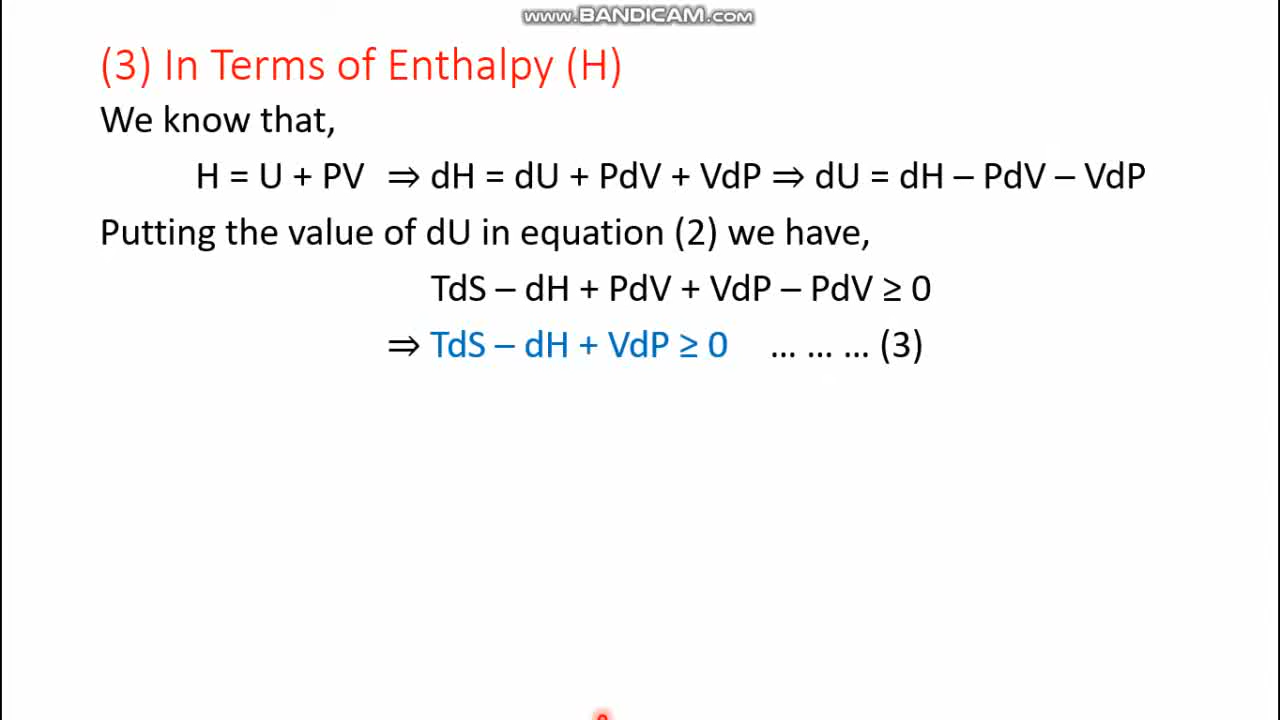 www.BANDICAM.com
(3) In Terms of Enthalpy (H)
We know that,
H = U + PV ⇒ dH = dU + PdV + VdP ⇒ dU = dH – PdV – VdP
Putting the value of dU in equation (2) we have,
TdS – dH + PdV + VdP – PdV ≥ 0
⇒ TdS – dH + VdP ≥ 0 ... ... ... (3)